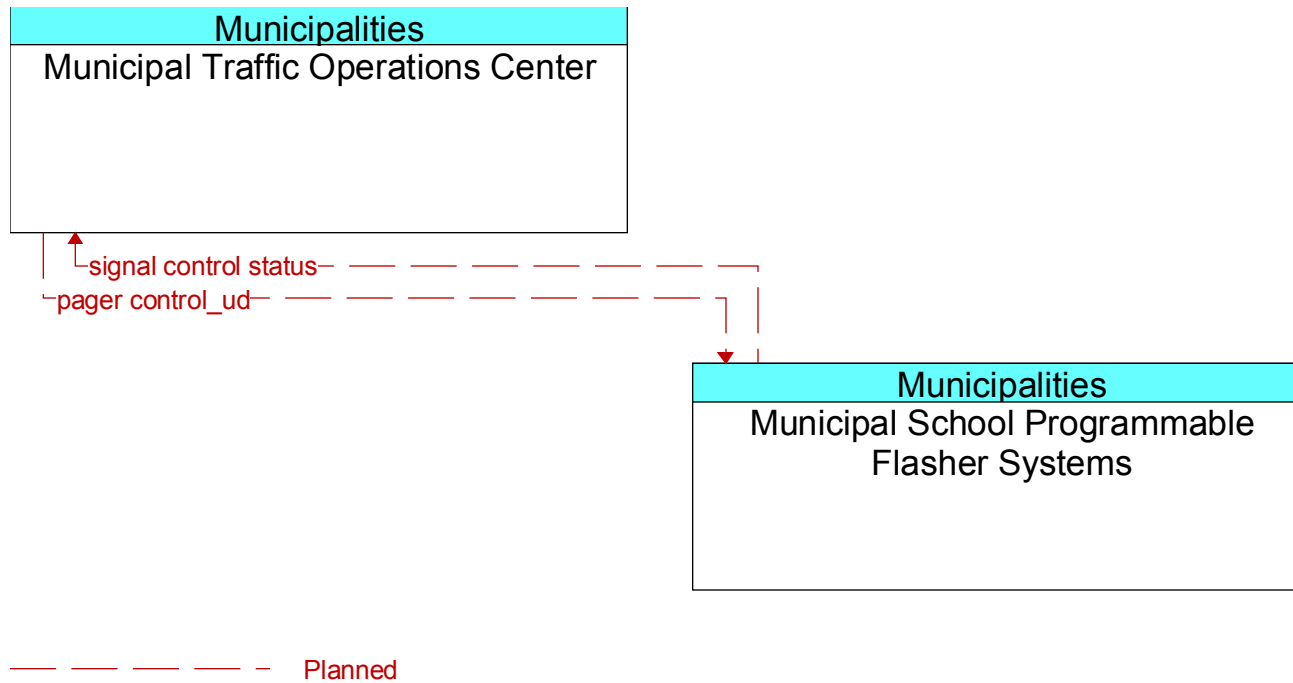 Municipalities
Municipal Traffic Operations Center
signal control status
pager control_ud
Municipalities
Municipal School Programmable
Flasher Systems
Planned